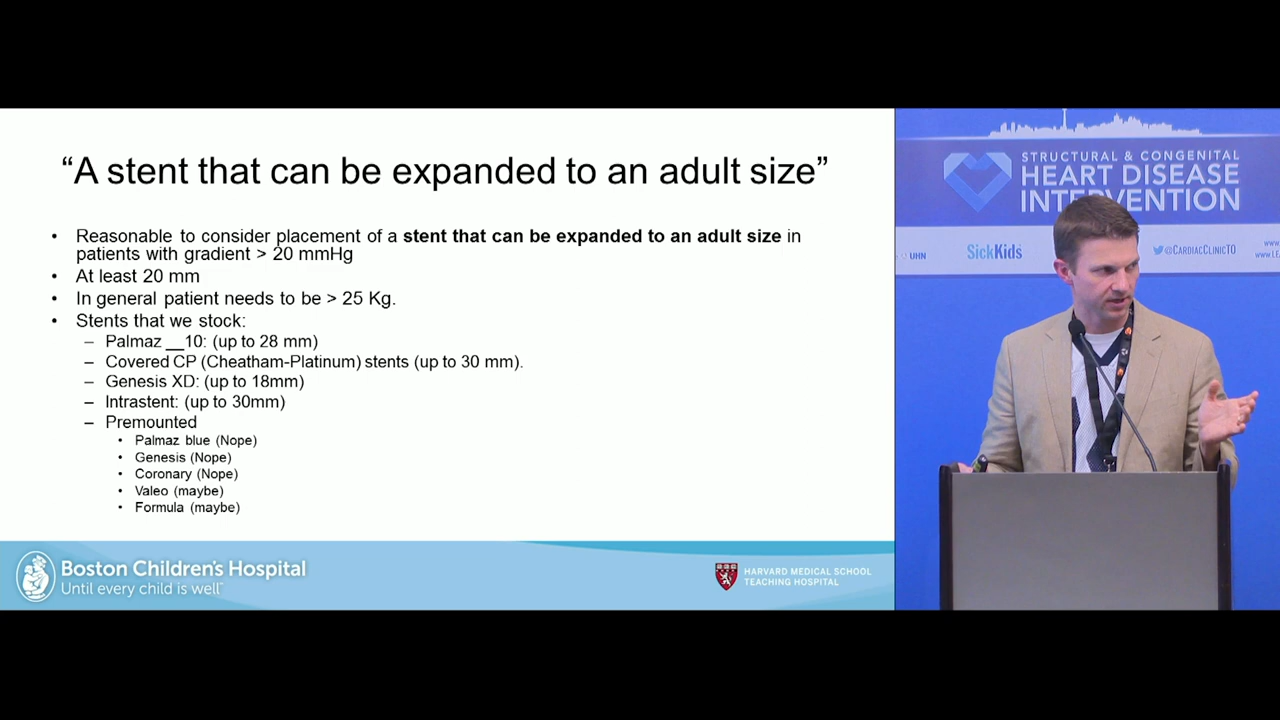 “A stent that can be expanded to an adult size”
• Reasonable to consider placement of a stent that can be expanded to an adult size in
patients with gradient > 20 mmHg
• At least 20 mm
• In general patient needs to be > 25 Kg.
• Stents that we stock:
– Palmaz __10: (up to 28 mm)
– Covered CP (Cheatham-Platinum) stents (up to 30 mm).
– Genesis XD: (up to 18mm)
– Intrastent: (up to 30mm)
– Premounted
• Palmaz blue (Nope)
• Genesis (Nope)
• Coronary (Nope)
• Valeo (maybe)
• Formula (maybe)
Boston Children's Hospital
Until every child is well™
HARVARD MEDICAL SCHOOL
TEACHING HOSPITAL
STRUCTURAL & CONGENITAL
HEART DISEASE
INTERVENTION
UHN
SickKids
@CARDIACCLINICTO
www.
www.LE